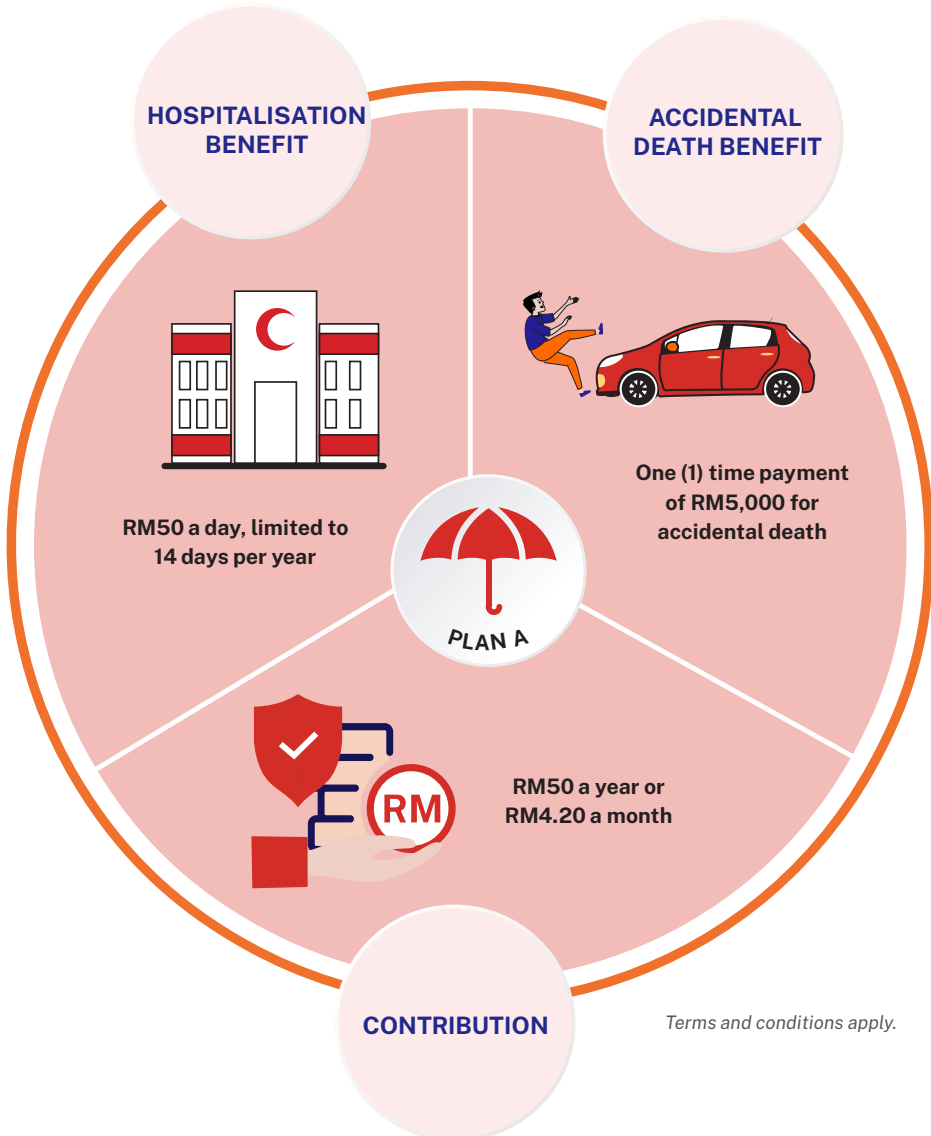 HOSPITALISATION
BENEFIT
ACCIDENTAL
DEATH BENEFIT
RM50 a day, limited to
14 days per year
One (1) time payment
of RM5,000 for
accidental death
PLAN A
RM
RM50 a year or
RM4.20 a month
CONTRIBUTION
Terms and conditions apply.